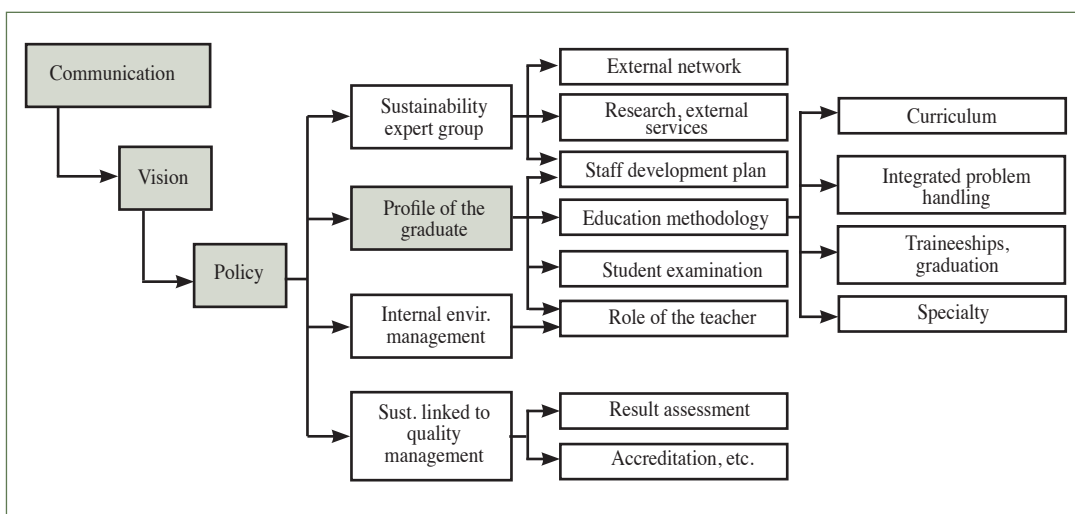 Communication
Vision
Policy
Sustainability
expert group
Profile of the
graduate
Internal envir.
management
Sust. linked to
quality
management
External network
Research, external
services
Staff development plan
Education methodology
Student examination
Role of the teacher
Result assessment
Accreditation, etc.
Curriculum
Integrated problem
handling
Traineeships,
graduation
Specialty